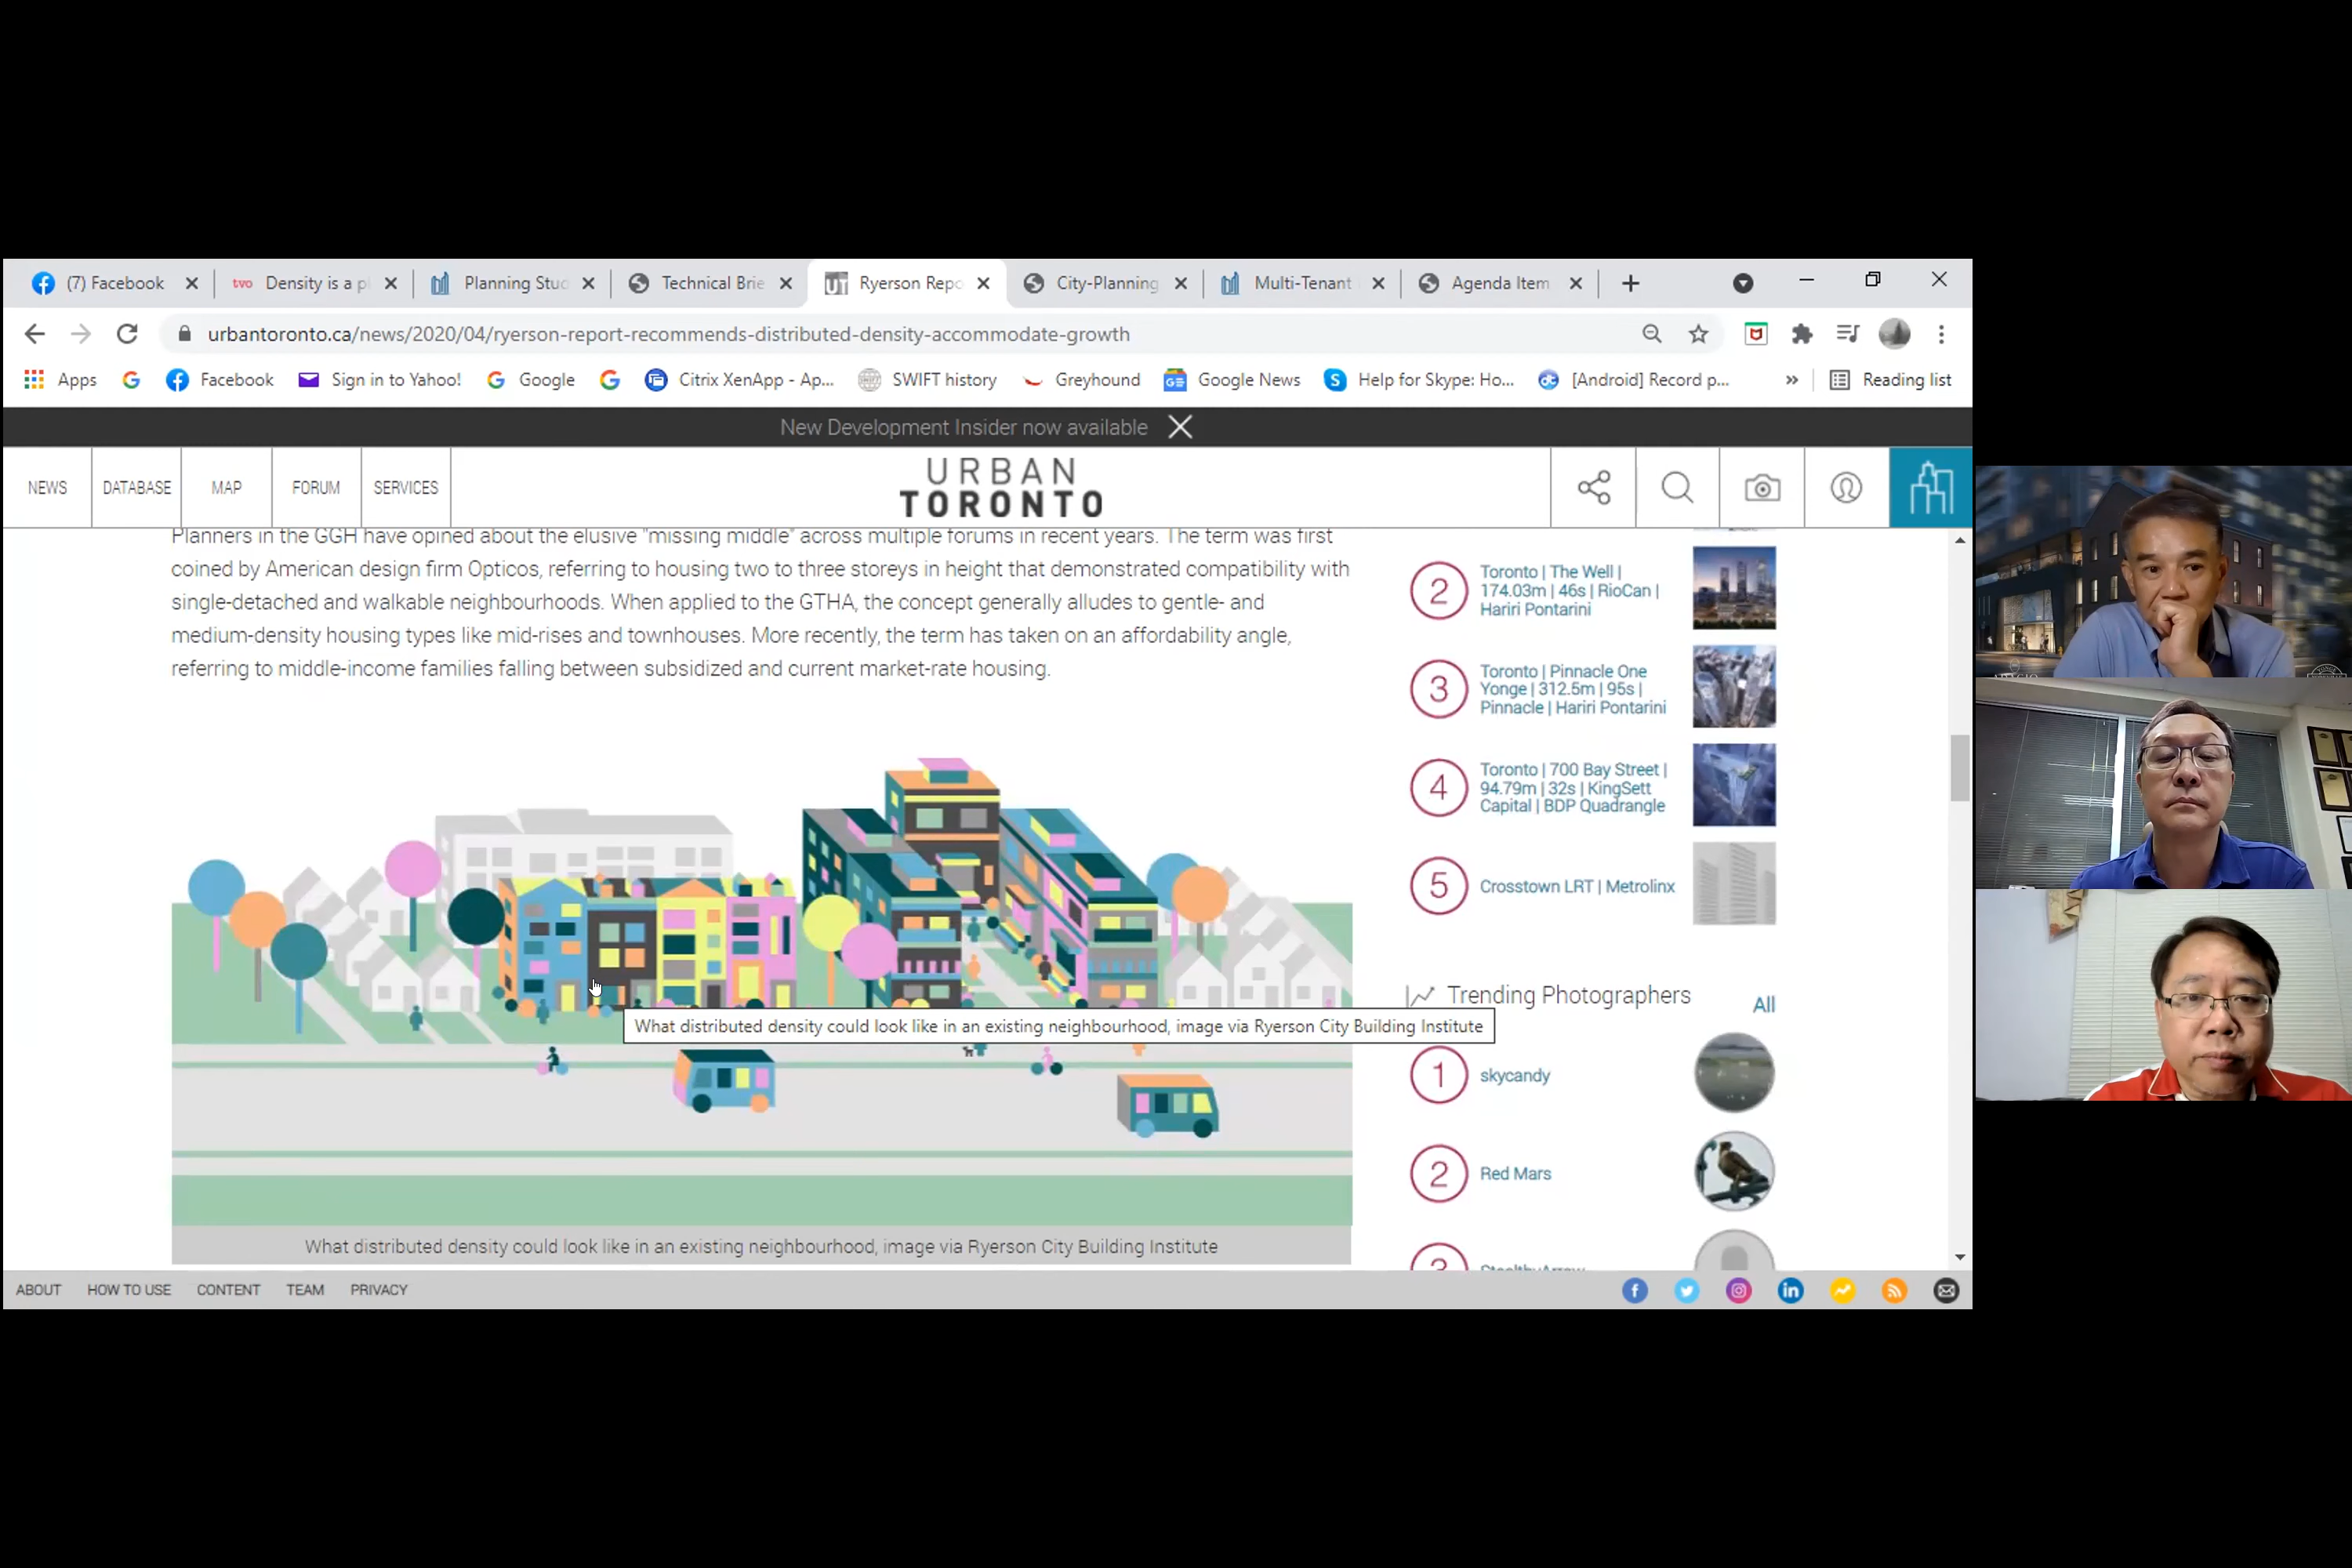 (7) Facebook
tvo Density is a pl
Planning Stud
Technical Brie
UT Ryerson Repo
City-Planning
Multi-Tenant
Agenda Item
urbantoronto.ca/news/2020/04/ryerson-report-recommends-distributed-density-accommodate-growth
Apps
Facebook
Sign in to Yahoo!
Google
Citrix XenApp - Ap...
SWIFT history
Greyhound
Google News
Help for Skype: Ho...
[Android] Record p...
Reading list
New Development Insider now available
NEWS
DATABASE
MAP
FORUM
SERVICES
URBAN
TORONTO
Planners in the GGH have opined about the elusive "missing middle" across multiple forums in recent years. The term was first
coined by American design firm Opticos, referring to housing two to three storeys in height that demonstrated compatibility with
single-detached and walkable neighbourhoods. When applied to the GTHA, the concept generally alludes to gentle- and
medium-density housing types like mid-rises and townhouses. More recently, the term has taken on an affordability angle,
referring to middle-income families falling between subsidized and current market-rate housing.
What distributed density could look like in an existing neighbourhood, image via Ryerson City Building Institute
What distributed density could look like in an existing neighbourhood, image via Ryerson City Building Institute
2
Toronto | The Well |
174.03m | 46s | RioCan |
Hariri Pontarini
3
Toronto | Pinnacle One
Yonge | 312.5m | 95s |
Pinnacle | Hariri Pontarini
4
Toronto | 700 Bay Street |
94.79m | 32s | KingSett
Capital | BDP Quadrangle
5
Crosstown LRT | Metrolinx
Trending Photographers
All
1
skycandy
2
Red Mars
3
StealthyArrow
ABOUT
HOW TO USE
CONTENT
TEAM
PRIVACY